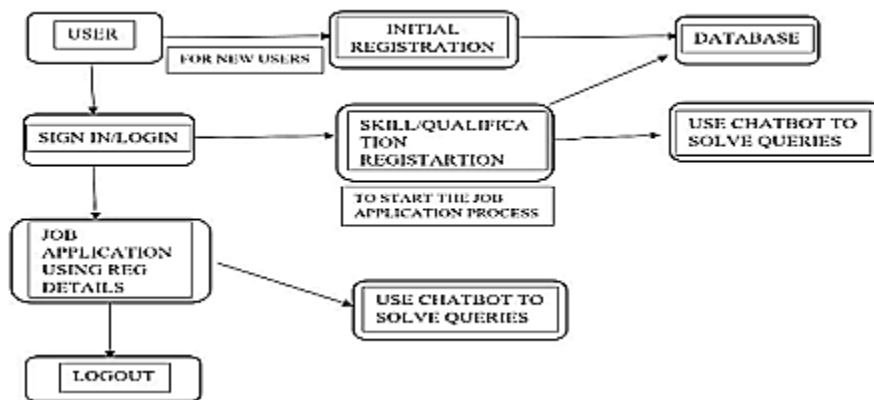 USER
FOR NEW USERS
INITIAL
REGISTRATION
DATABASE
SIGN IN/LOGIN
SKILL/QUALIFICA
TION
REGISTARTION
USE CHATBOT TO
SOLVE QUERIES
TO START THE JOB
APPLICATION PROCESS
JOB
APPLICATION
USING REG
DETAILS
USE CHATBOT TO
SOLVE QUERIES
LOGOUT